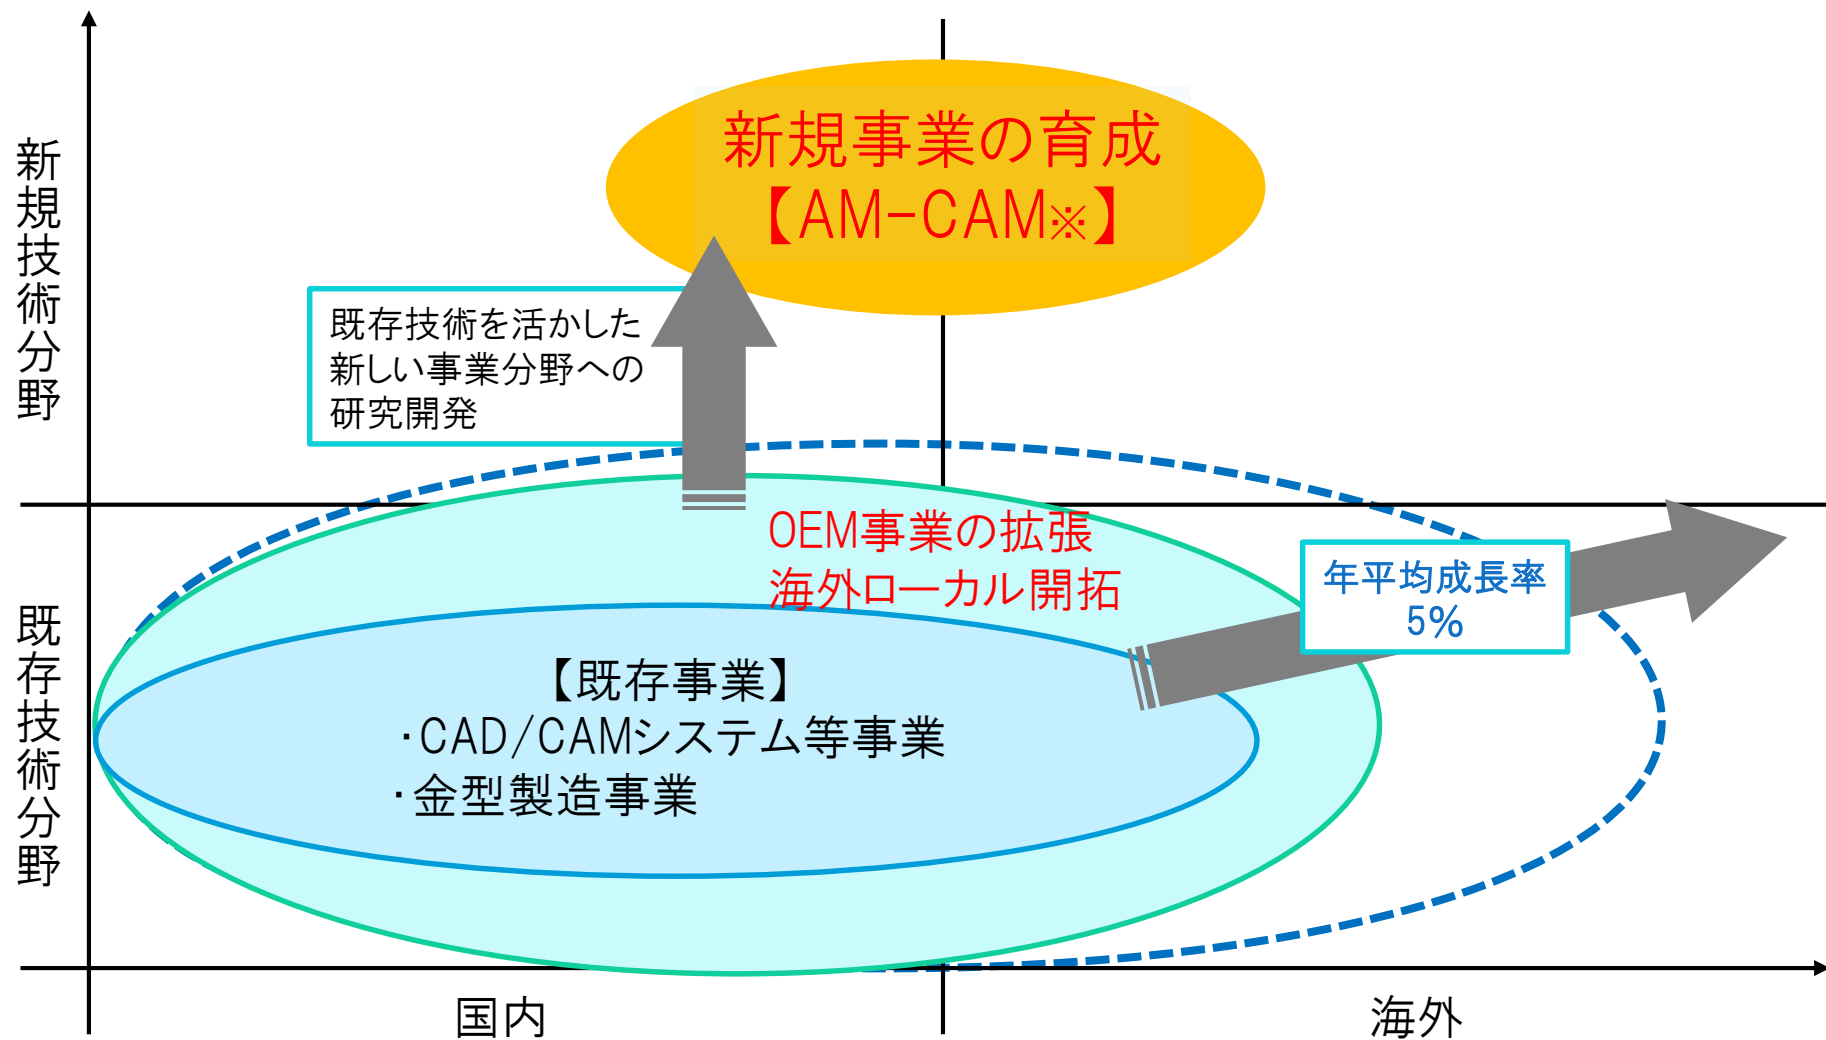 新規技術分野
新規事業の育成
【AM-CAM※】
既存技術を活かした
新しい事業分野への
研究開発
OEM事業の拡張
海外ローカル開拓
年平均成長率
5%
既存技術分野
【既存事業】
・CAD/CAMシステム等事業
・金型製造事業
国内
海外